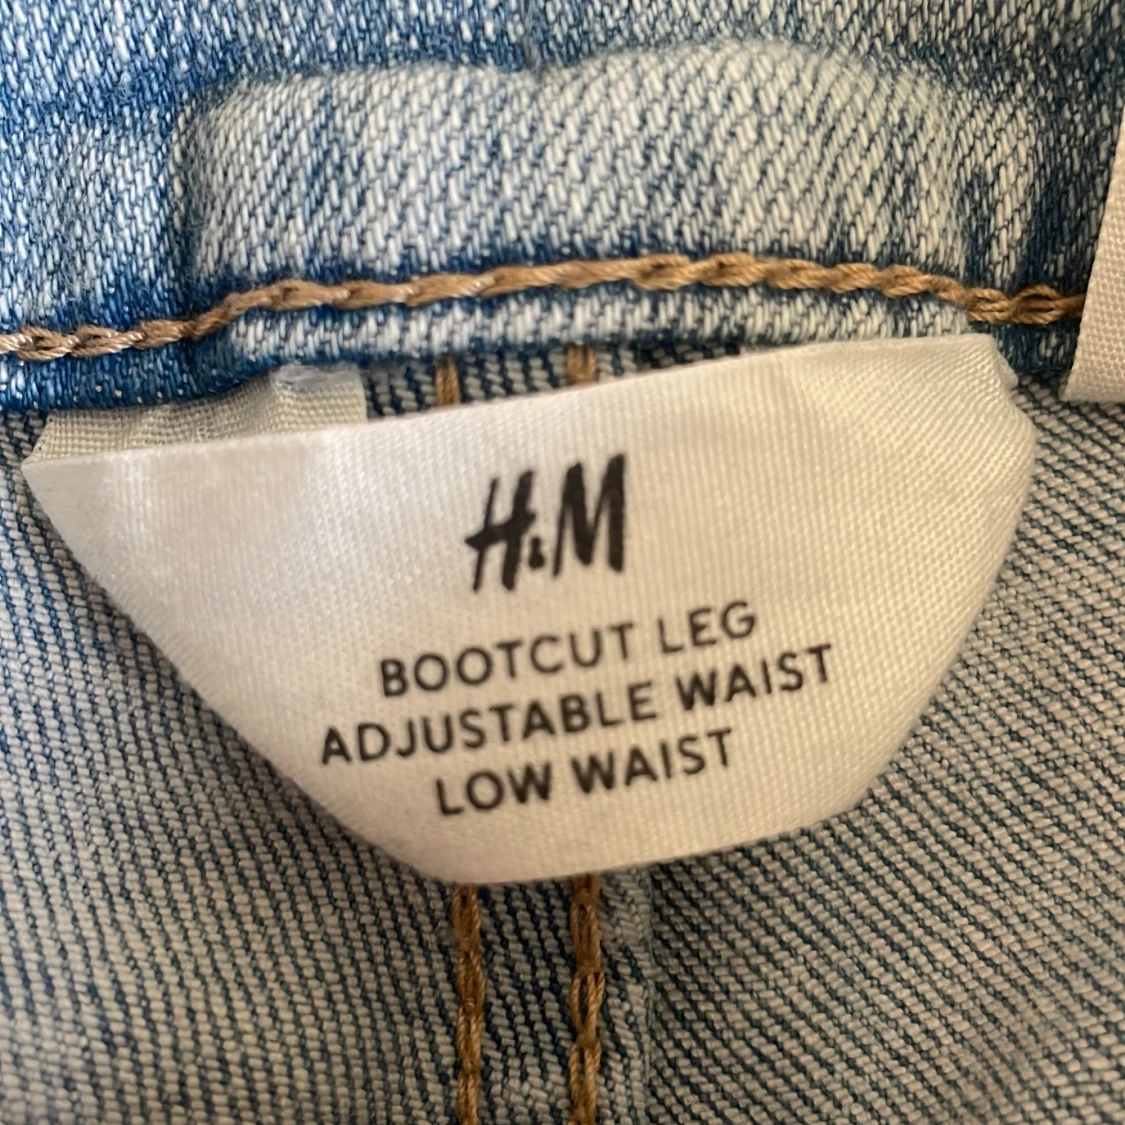 H&M
BOOTCUT LEG
ADJUSTABLE WAIST
LOW WAIST